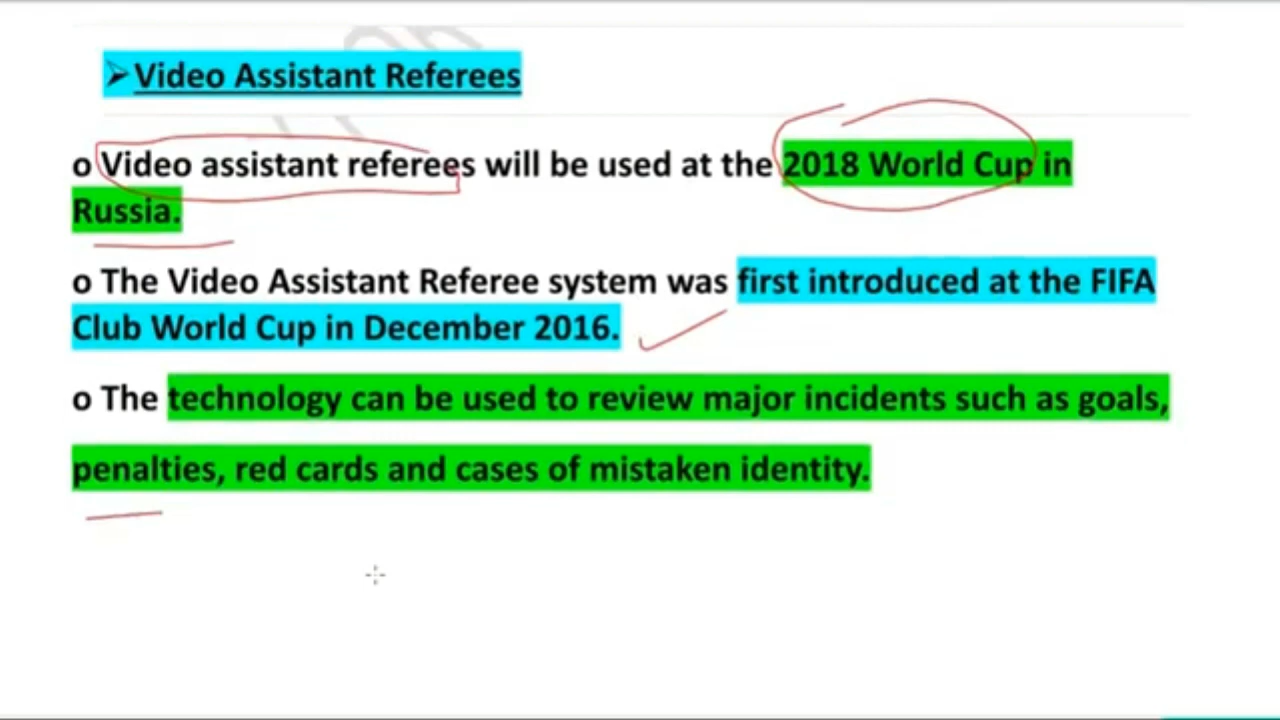 ➢Video Assistant Referees
o Video assistant referees will be used at the 2018 World Cup in
Russia.
o The Video Assistant Referee system was first introduced at the FIFA
Club World Cup in December 2016.
o The technology can be used to review major incidents such as goals,
penalties, red cards and cases of mistaken identity.